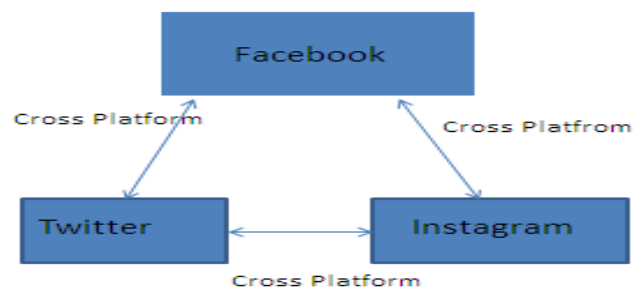 Facebook
Cross Platform
Cross Platfrom
Twitter
Instagram
Cross Platform